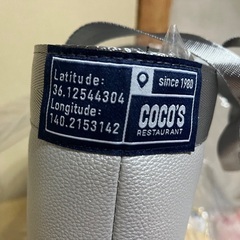 Latitude:
36.12544304
Longitude:
140.2153142
since 1980
COCO'S
RESTAURANT